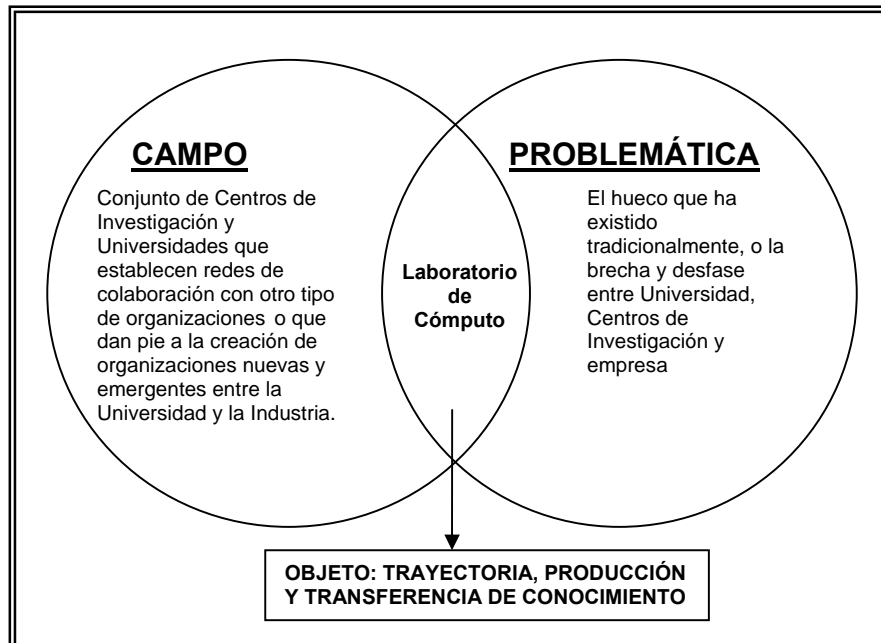 CAMPO
Conjunto de Centros de
Investigación y
Universidades que
establecen redes de
colaboración con otro tipo
de organizaciones o que
dan pie a la creación de
organizaciones nuevas y
emergentes entre la
Universidad y la Industria.
Laboratorio
de
Cómputo
PROBLEMÁTICA
El hueco que ha
existido
tradicionalmente, o la
brecha y desfase
entre Universidad,
Centros de
Investigación y
empresa
OBJETO: TRAYECTORIA, PRODUCCIÓN
Y TRANSFERENCIA DE CONOCIMIENTO